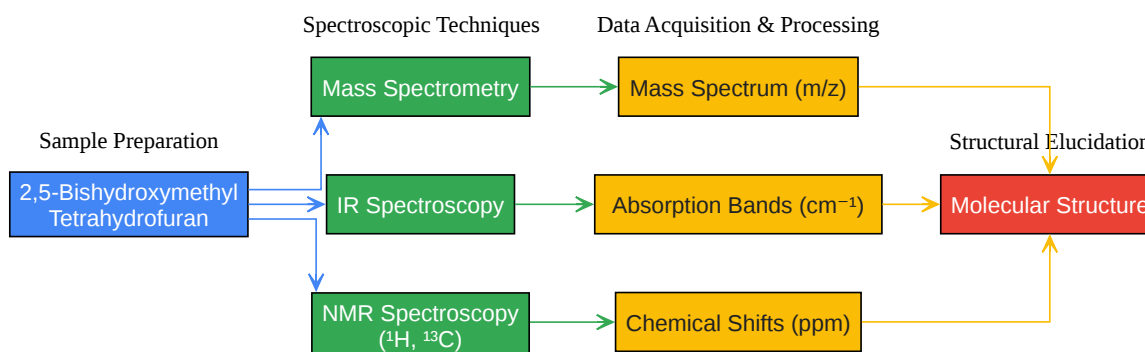 Spectroscopic Techniques
Data Acquisition & Processing
Mass Spectrometry
Mass Spectrum (m/z)
Sample Preparation
Structural Elucidation
2,5-Bishydroxymethyl
Tetrahydrofuran
IR Spectroscopy
Absorption Bands (cm⁻¹)
Molecular Structure
NMR Spectroscopy
(¹H, ¹³C)
Chemical Shifts (ppm)